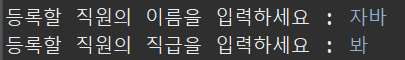 등록할 직원의 이름을 입력하세요 : 자바
등록할 직원의 직급을 입력하세요 : 봐